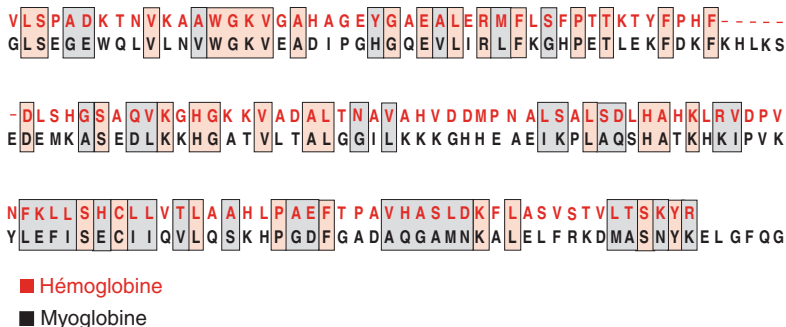 VLSPADKTNVKAAWGKVGAHAGEYGAEALERMFLSFPTTKTYFPHF-----
GLSEGEWQLVLNVWGKVEADIPGHGQEVLIRLFKGHPETLEKFDKFKHLKS
-DLSHGSAQVKGHGKKVADALTNAVAHVDDMPNALSALSDLHAHKLRVDPV
EDEMKASEDLKKHGATVLTALGGILKKKGHHEAEIKPLAQSHATKHKIPVK
NFKLLSHCLLVTLAAHLPAEFTPAVHASLDKFLASVSTVLTSKYR
YLEFISECIIQVLQSKHPGDFGADAQGAMNKALELFRKDMASNYKELGFQG
Hémoglobine
Myoglobine